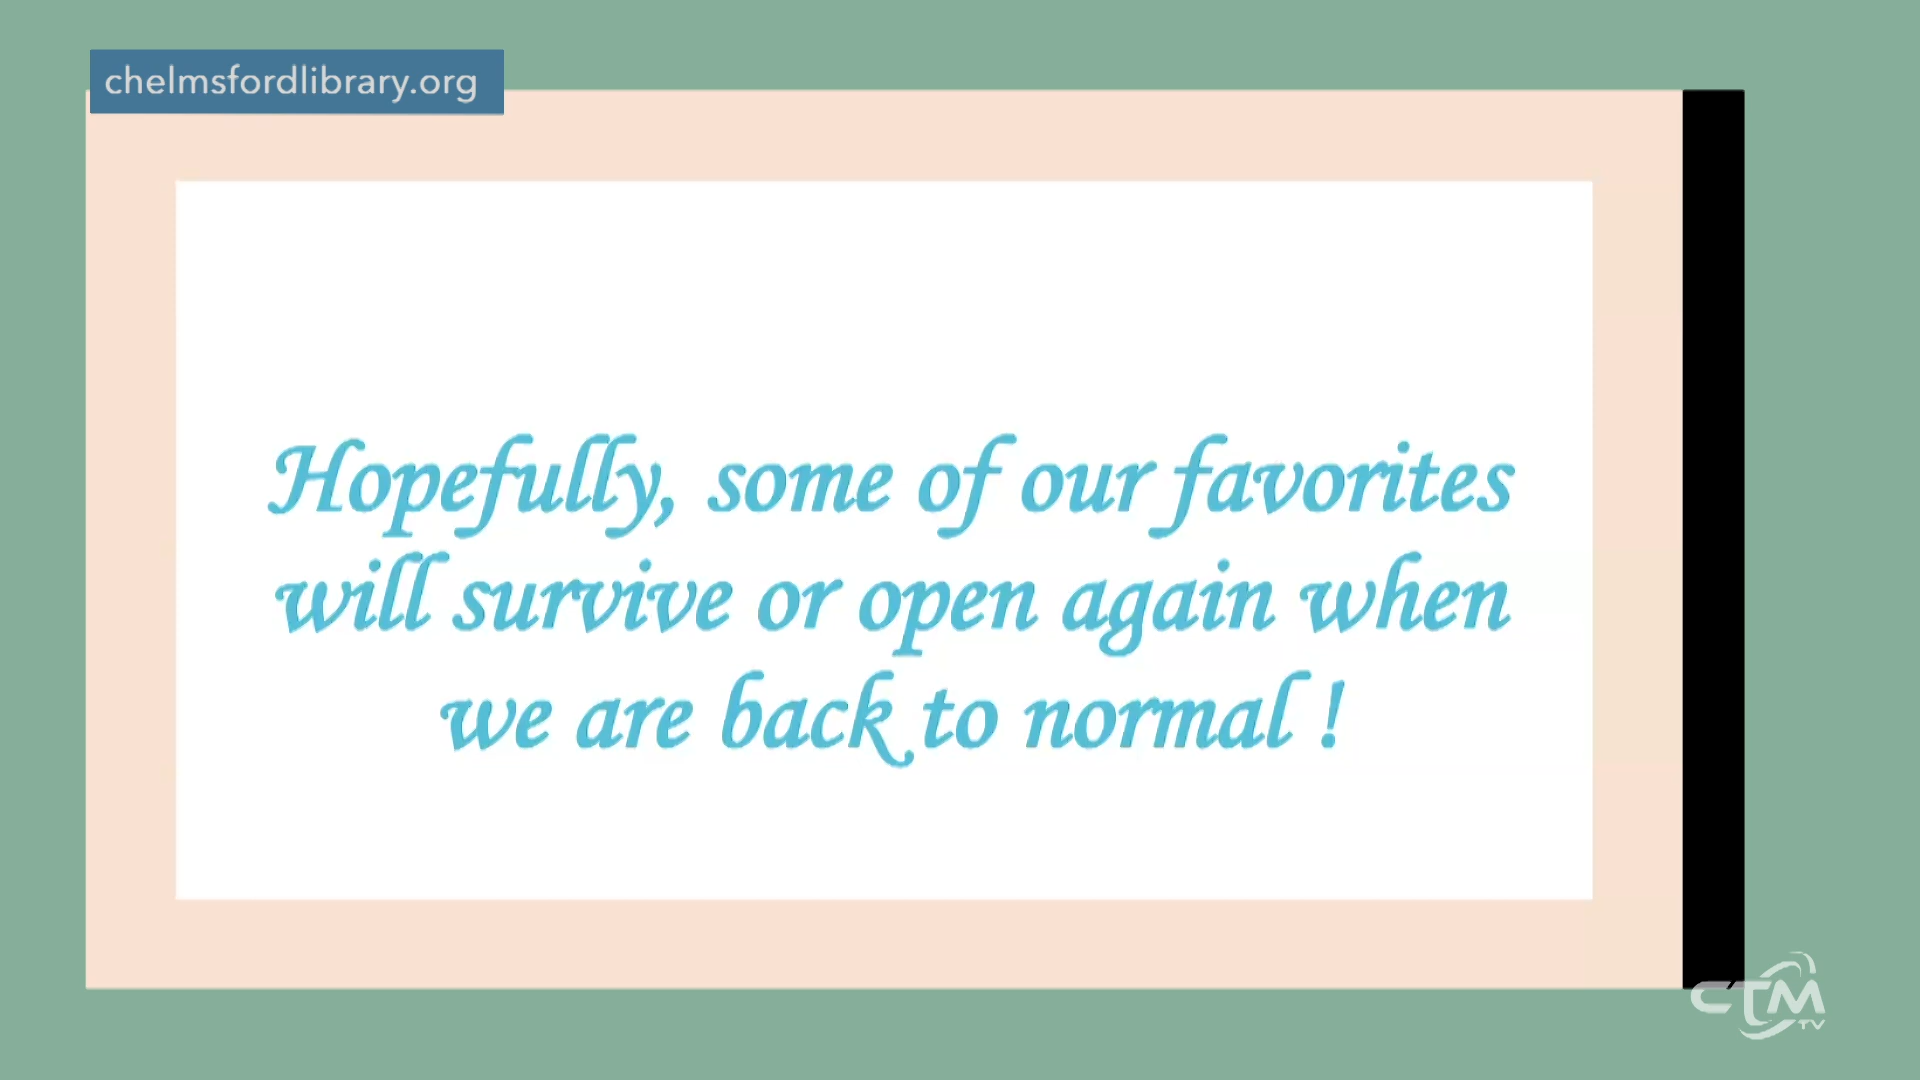 chelmsfordlibrary.org
Hopefully, some of our favorites
will survive or open again when
we are back to normal !
CTM
TV